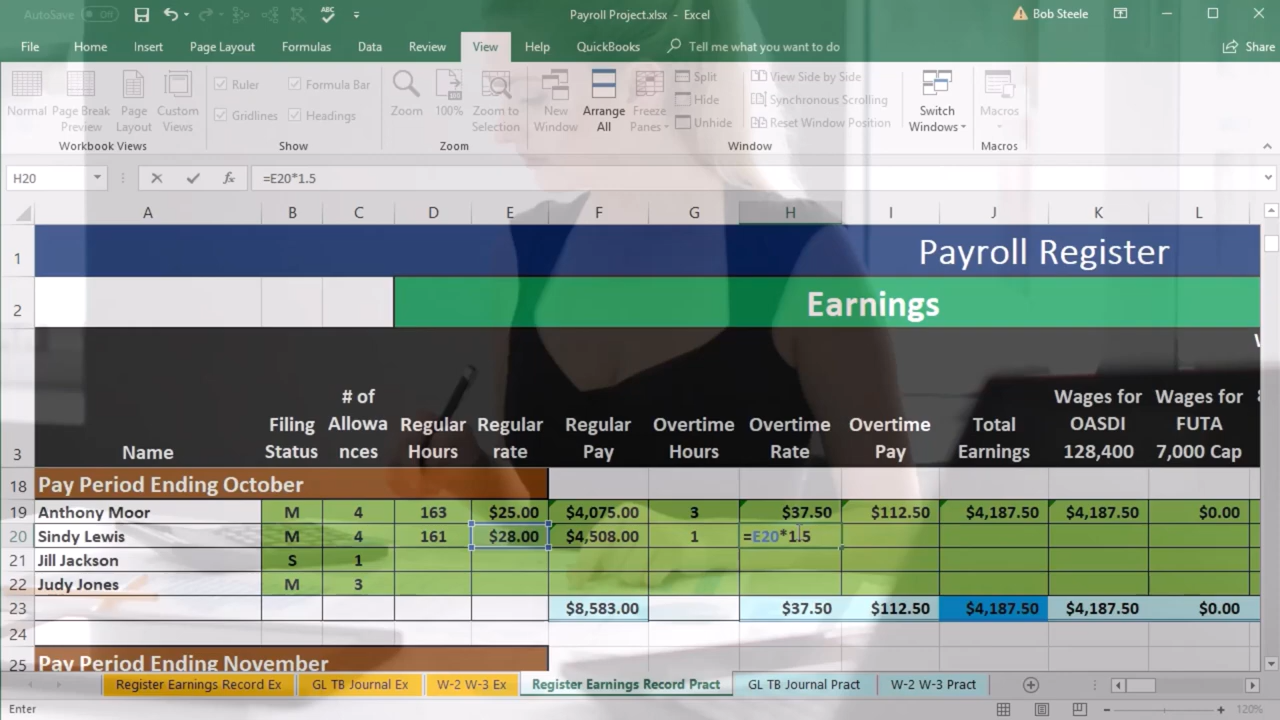 AutoSave Off
Payroll Project.xlsx - Excel
Bob Steele
File Home Insert Page Layout Formulas Data Review View Help QuickBooks Tell me what you want to do Share
Normal Page Break Preview Page Layout Custom Views
Workbook Views
Ruler Formula Bar
Gridlines Headings
Show
Zoom 100% Zoom to Selection
Zoom
New Window Arrange All Freeze Panes
Split
Hide
Unhide
View Side by Side
Synchronous Scrolling
Reset Window Position
Window
Switch Windows
Macros
Macros
H20 fx =E20*1.5
A B C D E F G H I J K L
1 Payroll Register
2 Earnings
3 Name Filing Status # of Allowa nces Regular Hours Regular rate Regular Pay Overtime Hours Overtime Rate Overtime Pay Total Earnings Wages for OASDI 128,400 Wages for FUTA 7,000 Cap
18 Pay Period Ending October
19 Anthony Moor M 4 163 $25.00 $4,075.00 3 $37.50 $112.50 $4,187.50 $4,187.50 $0.00
20 Sindy Lewis M 4 161 $28.00 $4,508.00 1 =E20*1.5
21 Jill Jackson S 1
22 Judy Jones M 3
23 $8,583.00 $37.50 $112.50 $4,187.50 $4,187.50 $0.00
24
25 Pay Period Ending November
Register Earnings Record Ex GL TB Journal Ex W-2 W-3 Ex Register Earnings Record Pract GL TB Journal Pract W-2 W-3 Pract
Enter 120%